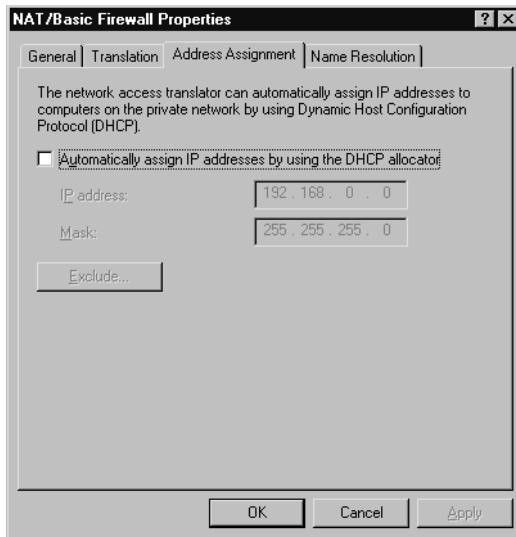 NAT/Basic Firewall Properties
General Translation Address Assignment Name Resolution
The network access translator can automatically assign IP addresses to
computers on the private network by using Dynamic Host Configuration
Protocol (DHCP).
Automatically assign IP addresses by using the DHCP allocator
IP address: 192 . 168 . 0 . 0
Mask: 255 . 255 . 255 . 0
Exclude...
OK Cancel Apply